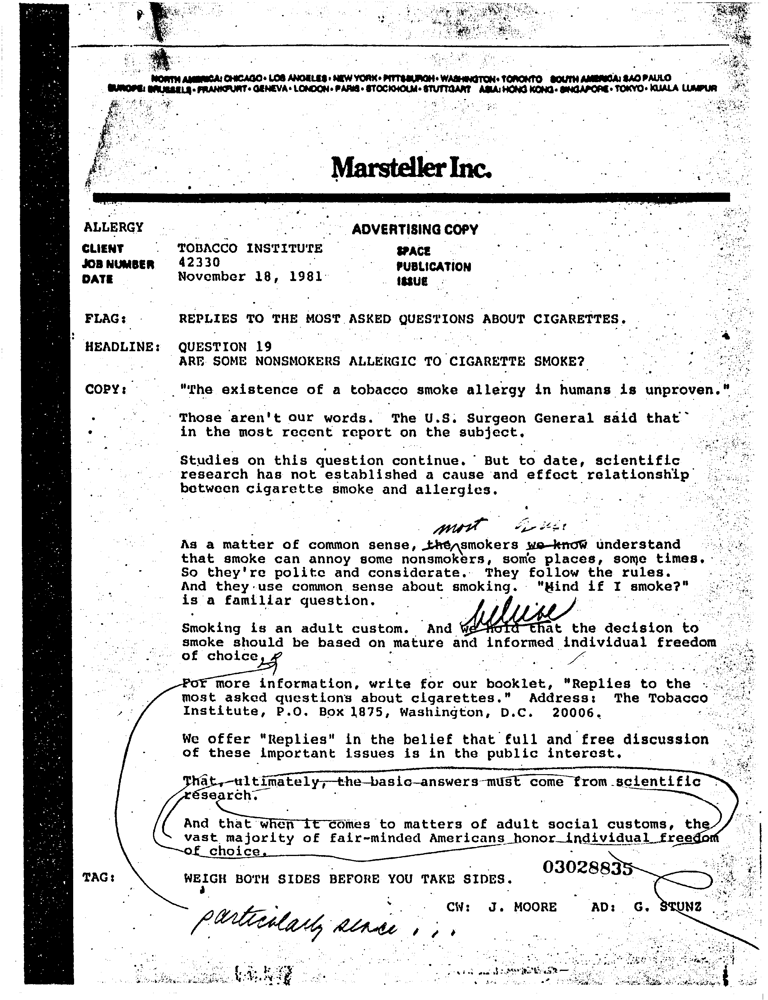 NORTH AMERICA: CHICAGO • LOS ANGELES • NEW YORK • PITTSBURGH • WASHINGTON • TORONTO SOUTH AMERICA: SAO PAULO
EUROPE: BRUSSELS • FRANKFURT • GENEVA • LONDON • PARIS • STOCKHOLM • STUTTGART ASIA: HONG KONG • SINGAPORE • TOKYO • KUALA LUMPUR
Marsteller Inc.
ALLERGY ADVERTISING COPY
CLIENT TOBACCO INSTITUTE SPACE
JOB NUMBER 42330 PUBLICATION
DATE November 18, 1981 ISSUE
FLAG: REPLIES TO THE MOST ASKED QUESTIONS ABOUT CIGARETTES.
HEADLINE: QUESTION 19
ARE SOME NONSMOKERS ALLERGIC TO CIGARETTE SMOKE?
COPY: "The existence of a tobacco smoke allergy in humans is unproven."
Those aren't our words. The U.S. Surgeon General said that
in the most recent report on the subject.
Studies on this question continue. But to date, scientific
research has not established a cause and effect relationship
between cigarette smoke and allergies.
most
As a matter of common sense, the smokers we know understand
that smoke can annoy some nonsmokers, some places, some times.
So they're polite and considerate. They follow the rules.
And they use common sense about smoking. "Mind if I smoke?"
is a familiar question.
believe
Smoking is an adult custom. And we hold that the decision to
smoke should be based on mature and informed individual freedom
of choice.
For more information, write for our booklet, "Replies to the
most asked questions about cigarettes." Address: The Tobacco
Institute, P.O. Box 1875, Washington, D.C. 20006.
We offer "Replies" in the belief that full and free discussion
of these important issues is in the public interest.
That, ultimately, the basic answers must come from scientific
research.
And that when it comes to matters of adult social customs, the
vast majority of fair-minded Americans honor individual freedom
of choice.
03028835
TAG: WEIGH BOTH SIDES BEFORE YOU TAKE SIDES.
CW: J. MOORE AD: G. STUNZ
particularly since . . .